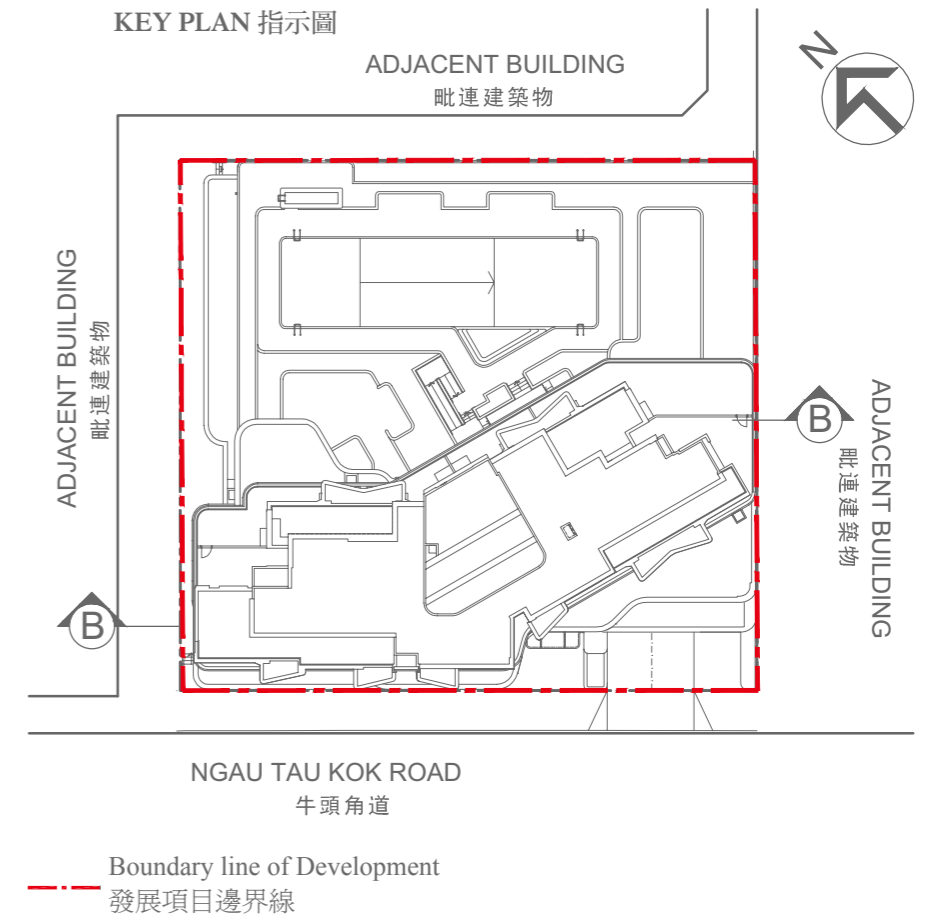 KEY PLAN 指示圖
N
ADJACENT BUILDING
毗連建築物
ADJACENT BUILDING
毗連建築物
B
ADJACENT BUILDING
毗連建築物
B
NGAU TAU KOK ROAD
牛頭角道
Boundary line of Development
發展項目邊界線